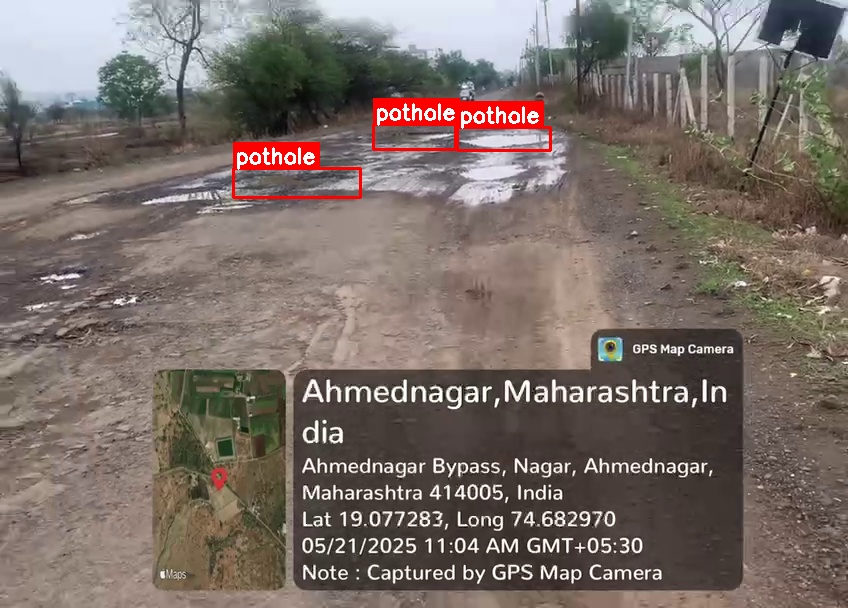 pothole pothole
pothole
GPS Map Camera
Ahmednagar,Maharashtra,In
dia
Ahmednagar Bypass, Nagar, Ahmednagar,
Maharashtra 414005, India
Lat 19.077283, Long 74.682970
05/21/2025 11:04 AM GMT+05:30
Note : Captured by GPS Map Camera
Maps